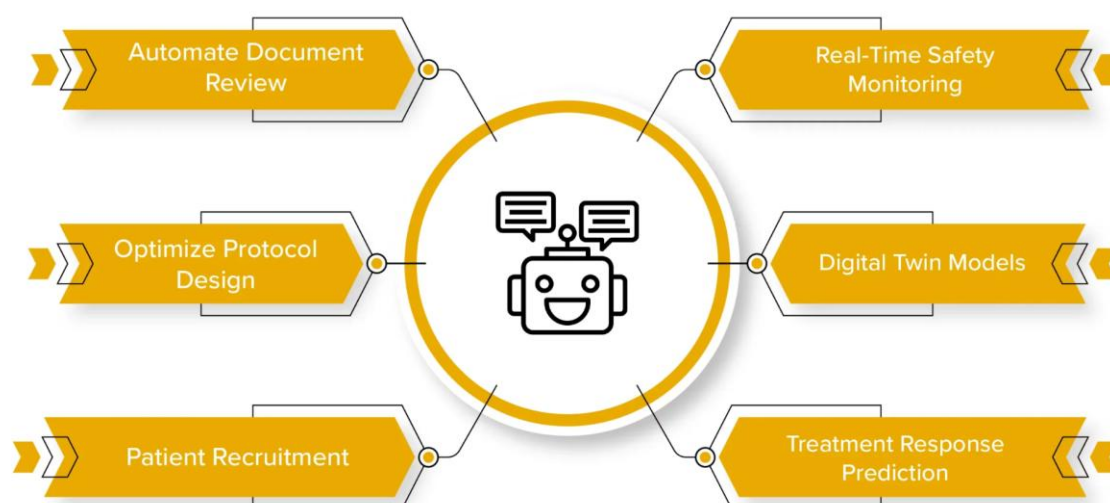 Automate Document
Review
Real-Time Safety
Monitoring
Optimize Protocol
Design
Digital Twin Models
Patient Recruitment
Treatment Response
Prediction